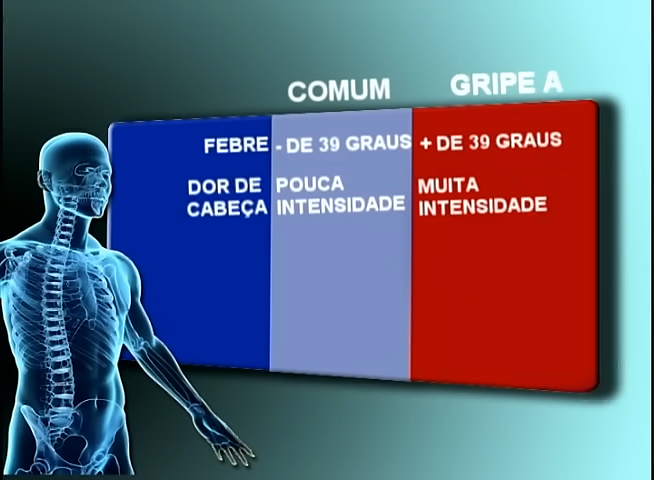 COMUM GRIPE A
FEBRE - DE 39 GRAUS + DE 39 GRAUS
DOR DE POUCA MUITA
CABEÇA INTENSIDADE INTENSIDADE